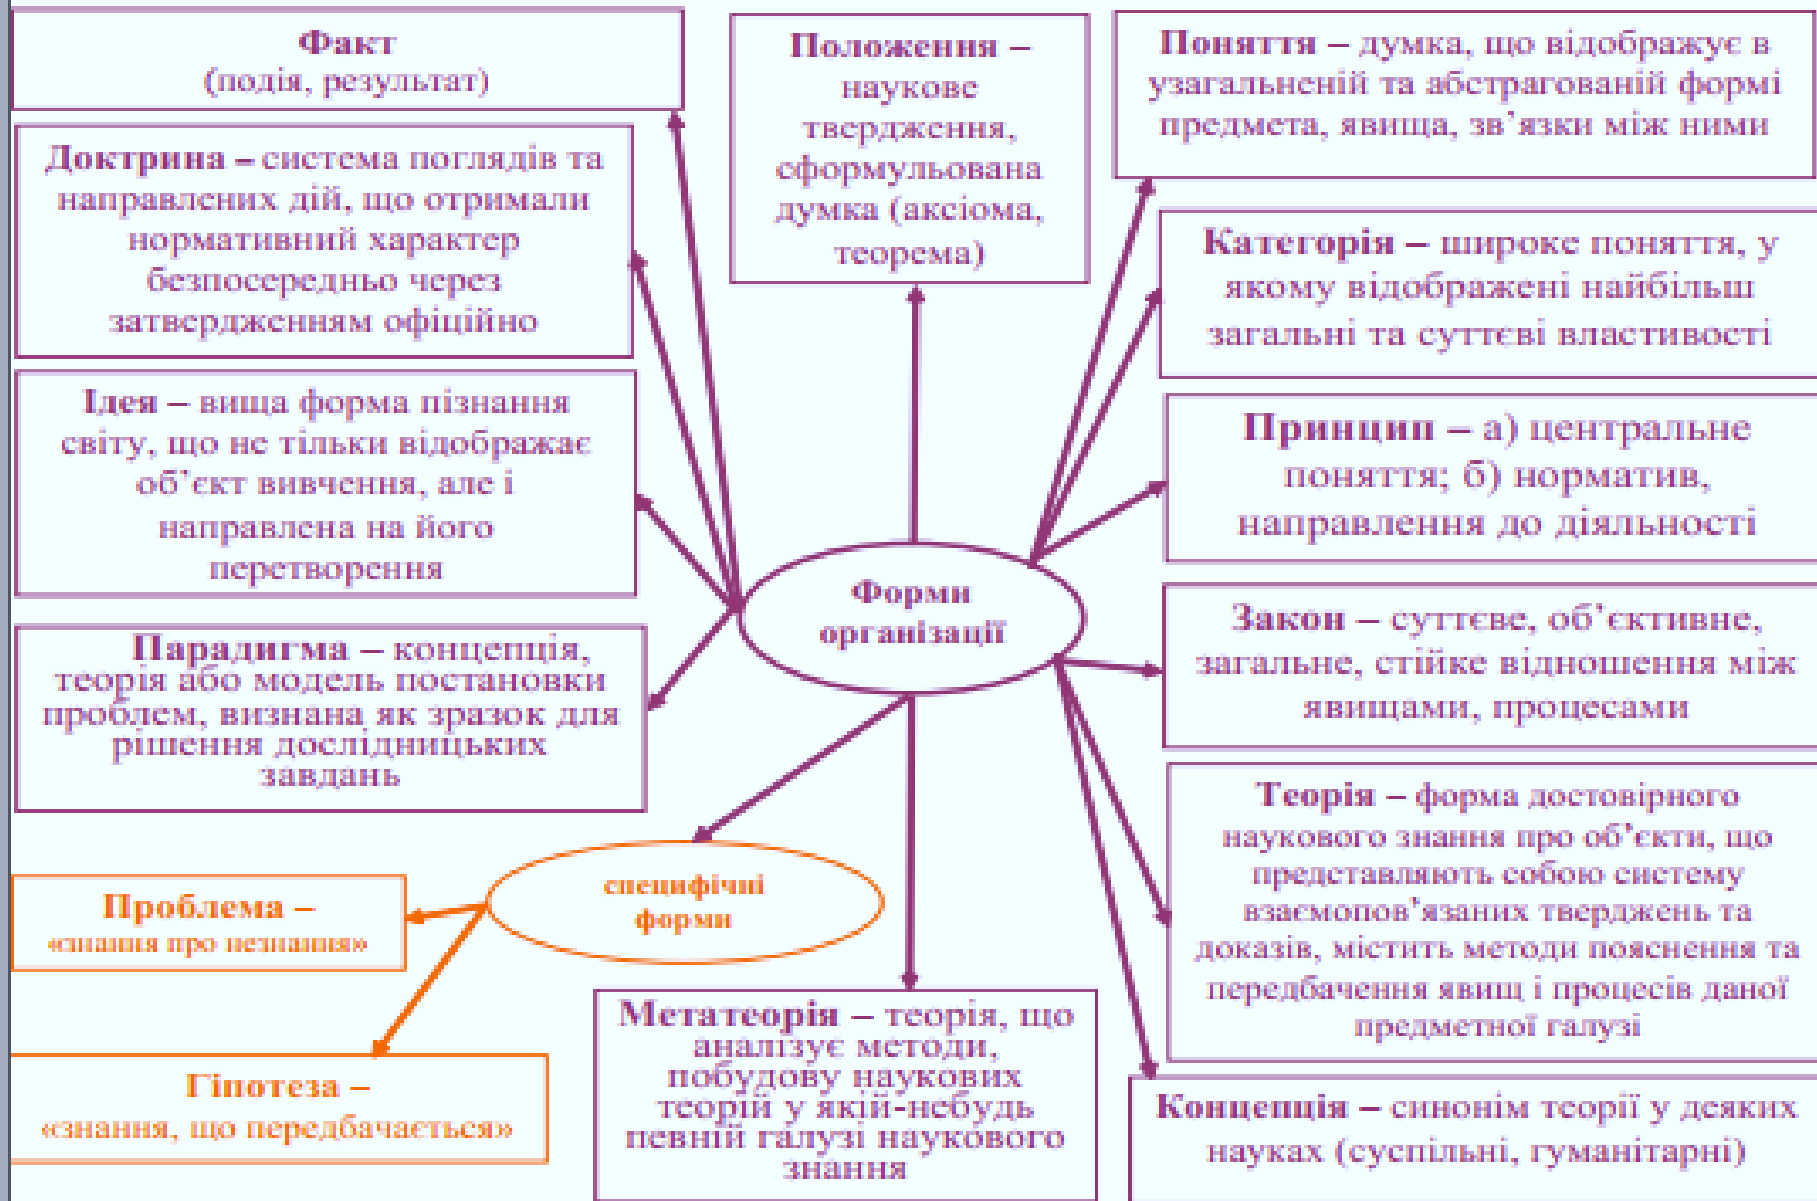 Факт
(подія, результат)
Доктрина – система поглядів та
направлених дій, що отримали
нормативний характер
безпосередньо через
затвердженням офіційно
Ідея – вища форма пізнання
світу, що не тільки відображає
об’єкт вивчення, але і
направлена на його
перетворення
Парадигма – концепція,
теорія або модель постановки
проблем, визнана як зразок для
рішення дослідницьких
завдань
Положення –
наукове
твердження,
сформульована
думка (аксіома,
теорема)
Поняття – думка, що відображує в
узагальненій та абстрагованій формі
предмета, явища, зв’язки між ними
Категорія – широке поняття, у
якому відображені найбільш
загальні та суттєві властивості
Принцип – а) центральне
поняття; б) норматив,
направлення до діяльності
Форми
організації
Закон – суттєве, об’єктивне,
загальне, стійке відношення між
явищами, процесами
Теорія – форма достовірного
наукового знання про об’єкти, що
представляють собою систему
взаємопов’язаних тверджень та
доказів, містить методи пояснення та
передбачення явищ і процесів даної
предметної галузі
Концепція – синонім теорії у деяких
науках (суспільні, гуманітарні)
специфічні
форми
Проблема –
«знання про незнання»
Гіпотеза –
«знання, що передбачається»
Метатеорія – теорія, що
аналізує методи,
побудову наукових
теорій у якій-небудь
певній галузі наукового
знання